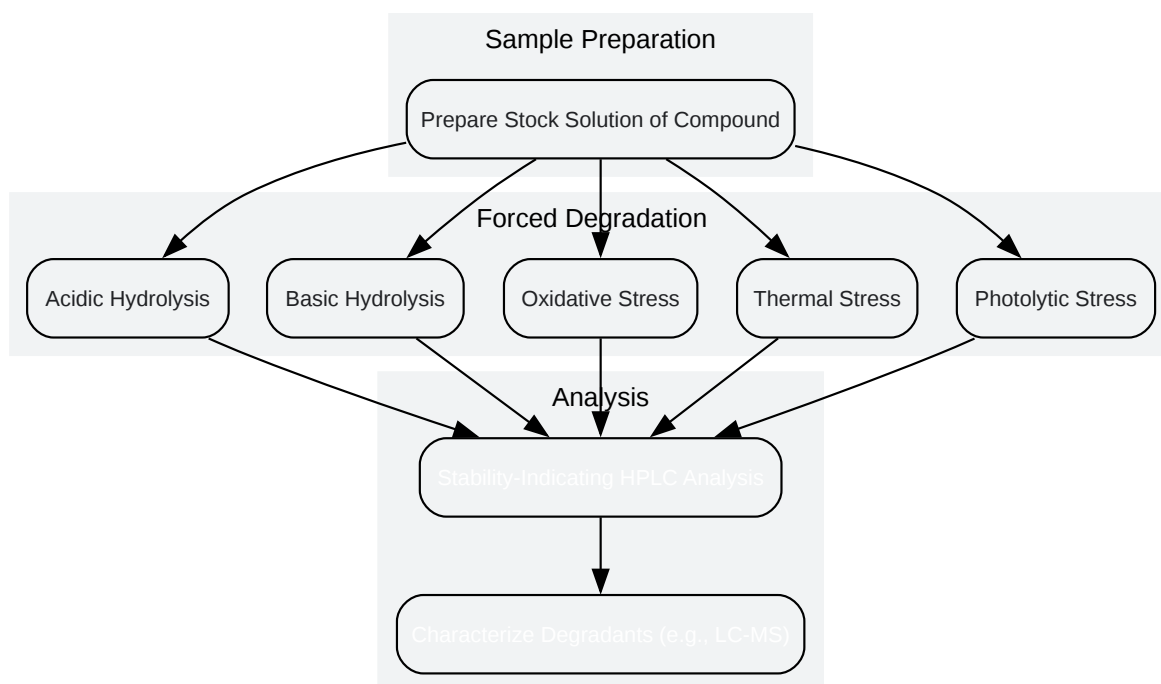 Sample Preparation
Prepare Stock Solution of Compound
Forced Degradation
Acidic Hydrolysis
Basic Hydrolysis
Oxidative Stress
Thermal Stress
Photolytic Stress
Analysis
Stability-Indicating HPLC Analysis
Characterize Degradants (e.g., LC-MS)